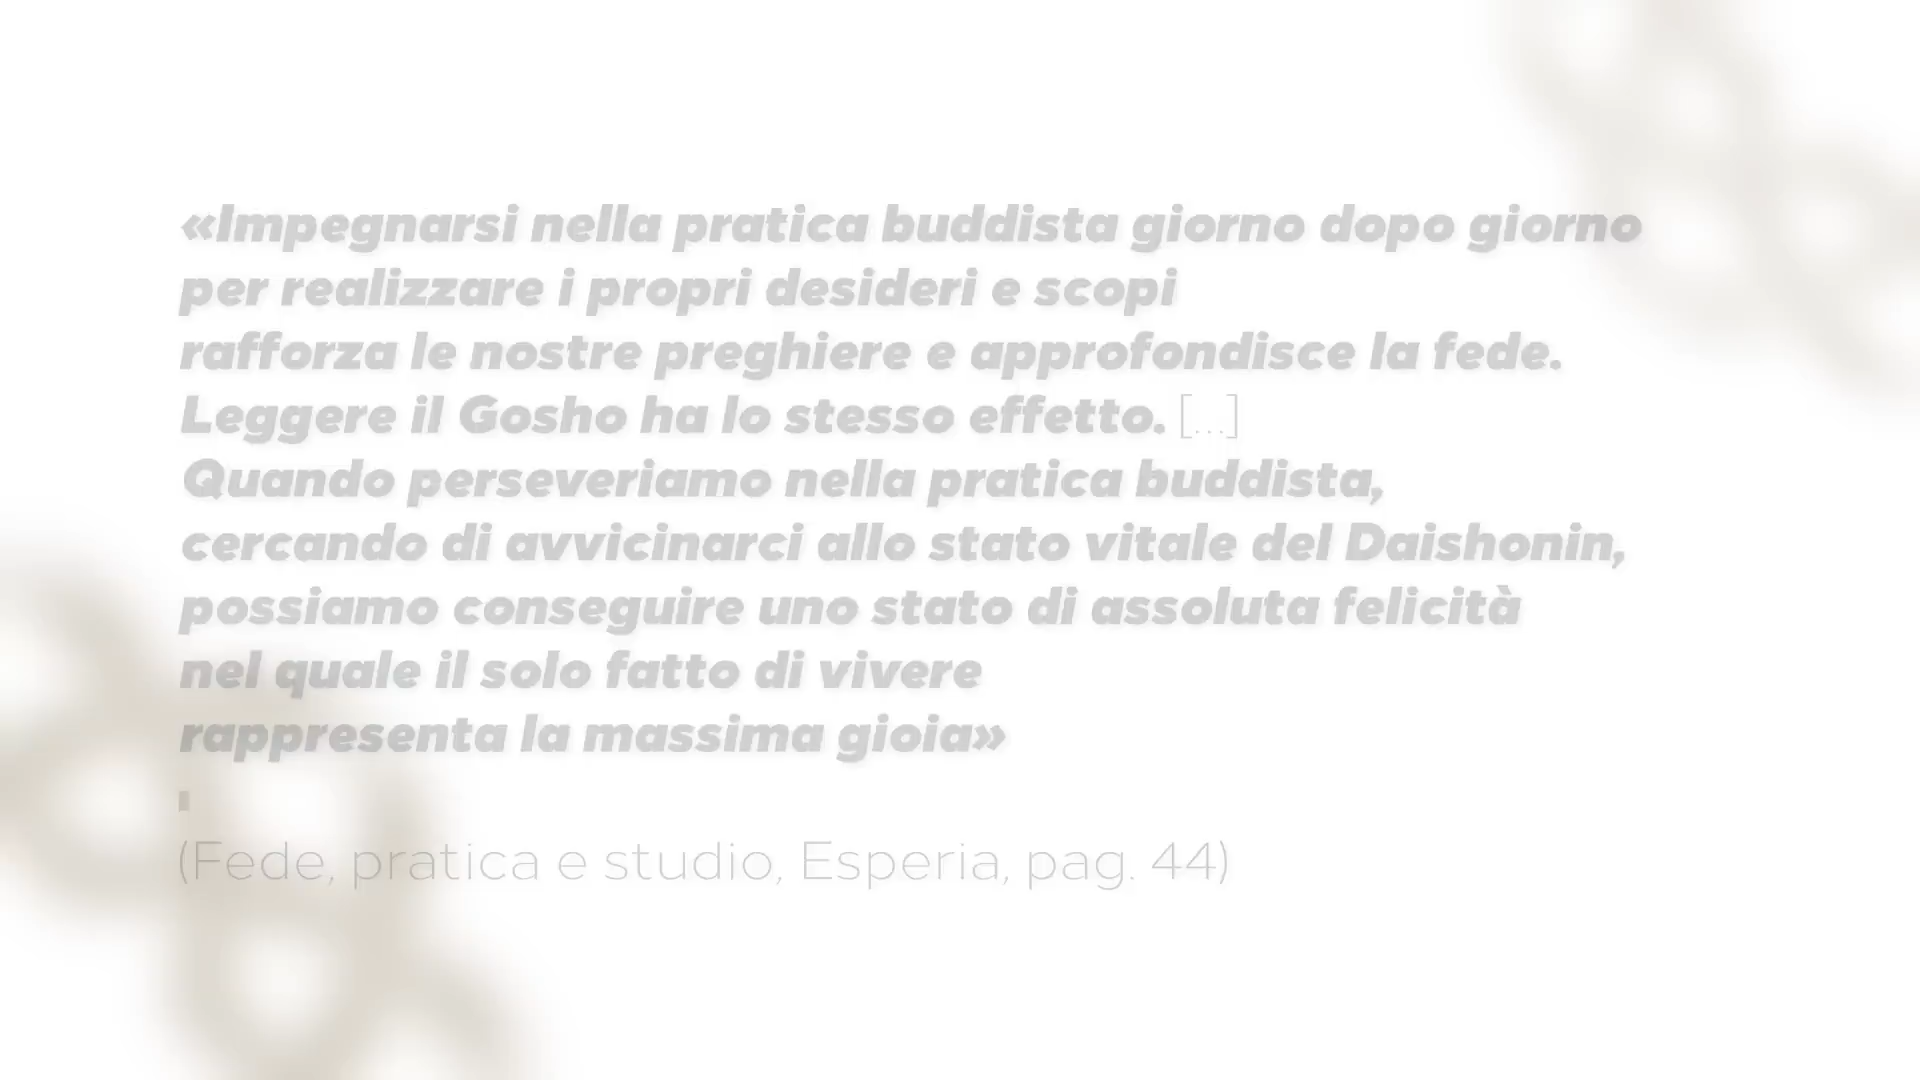 «Impegnarsi nella pratica buddista giorno dopo giorno
per realizzare i propri desideri e scopi
rafforza le nostre preghiere e approfondisce la fede.
Leggere il Gosho ha lo stesso effetto. [...]
Quando perseveriamo nella pratica buddista,
cercando di avvicinarci allo stato vitale del Daishonin,
possiamo conseguire uno stato di assoluta felicità
nel quale il solo fatto di vivere
rappresenta la massima gioia»
(Fede, pratica e studio, Esperia, pag. 44)